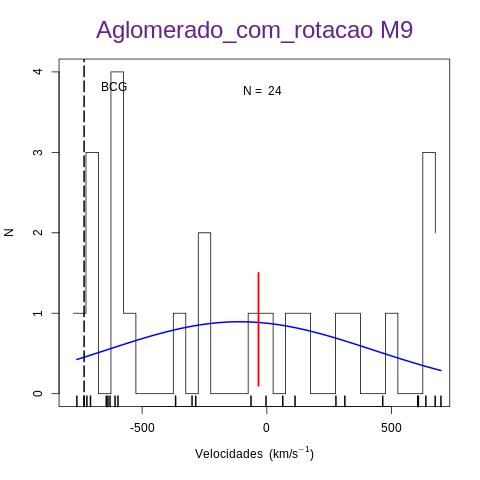 Aglomerado_com_rotacao M9
BCG
N = 24
N
4
3
2
1
0
-500
0
500
Velocidades (km/s⁻¹)